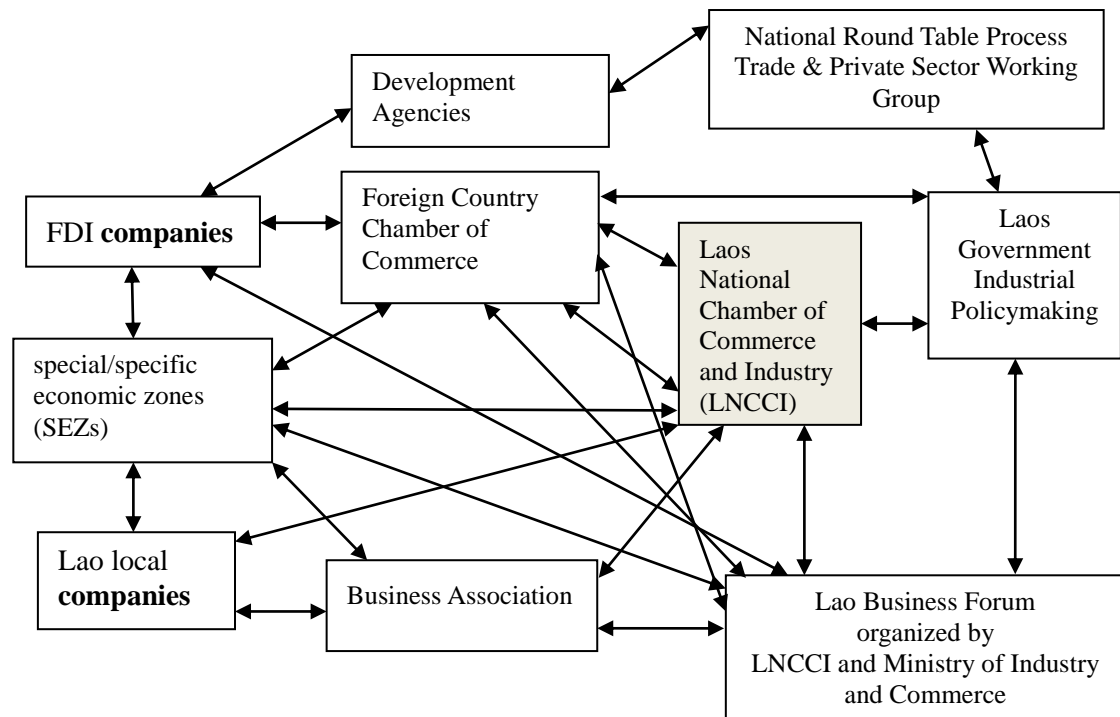 National Round Table Process
Trade & Private Sector Working
Group
Development
Agencies
Foreign Country
Chamber of
Commerce
FDI companies
Laos
National
Chamber of
Commerce
and Industry
(LNCCI)
Laos
Government
Industrial
Policymaking
special/specific
economic zones
(SEZs)
Lao local
companies
Business Association
Lao Business Forum
organized by
LNCCI and Ministry of Industry
and Commerce